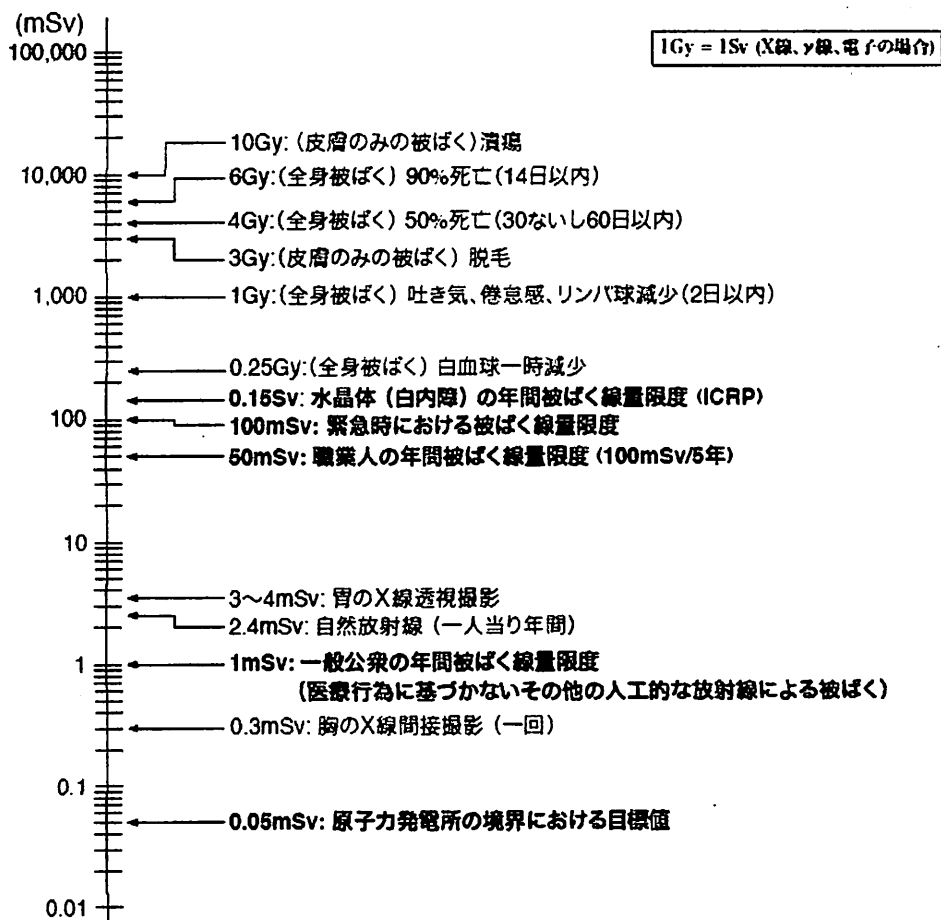 (mSv)
100,000
1Gy = 1Sv (X線、γ線、電子の場合)
10Gy: (皮膚のみの被ばく) 潰瘍
10,000
6Gy: (全身被ばく) 90%死亡 (14日以内)
4Gy: (全身被ばく) 50%死亡 (30ないし60日以内)
3Gy: (皮膚のみの被ばく) 脱毛
1,000
1Gy: (全身被ばく) 吐き気、倦怠感、リンパ球減少 (2日以内)
0.25Gy: (全身被ばく) 白血球一時減少
0.15Sv: 水晶体 (白内障) の年間被ばく線量限度 (ICRP)
100
100mSv: 緊急時における被ばく線量限度
50mSv: 職業人の年間被ばく線量限度 (100mSv/5年)
10
3〜4mSv: 胃のX線透視撮影
2.4mSv: 自然放射線 (一人当り年間)
1
1mSv: 一般公衆の年間被ばく線量限度
(医療行為に基づかないその他の人工的な放射線による被ばく)
0.3mSv: 胸のX線間接撮影 (一回)
0.1
0.05mSv: 原子力発電所の境界における目標値
0.01